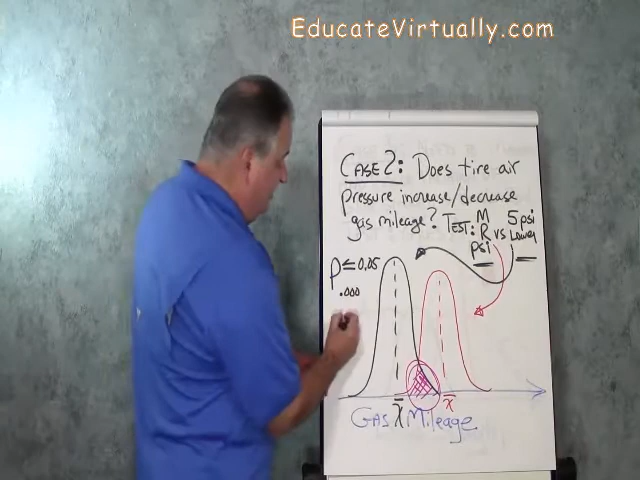 EducateVirtually.com
CASE 2: Does tire air
pressure increase/decrease
gas mileage? TEST: M R psi vs 5 psi Lower
p ≤ 0.05
.000
x̄ x̄
GAS Mileage